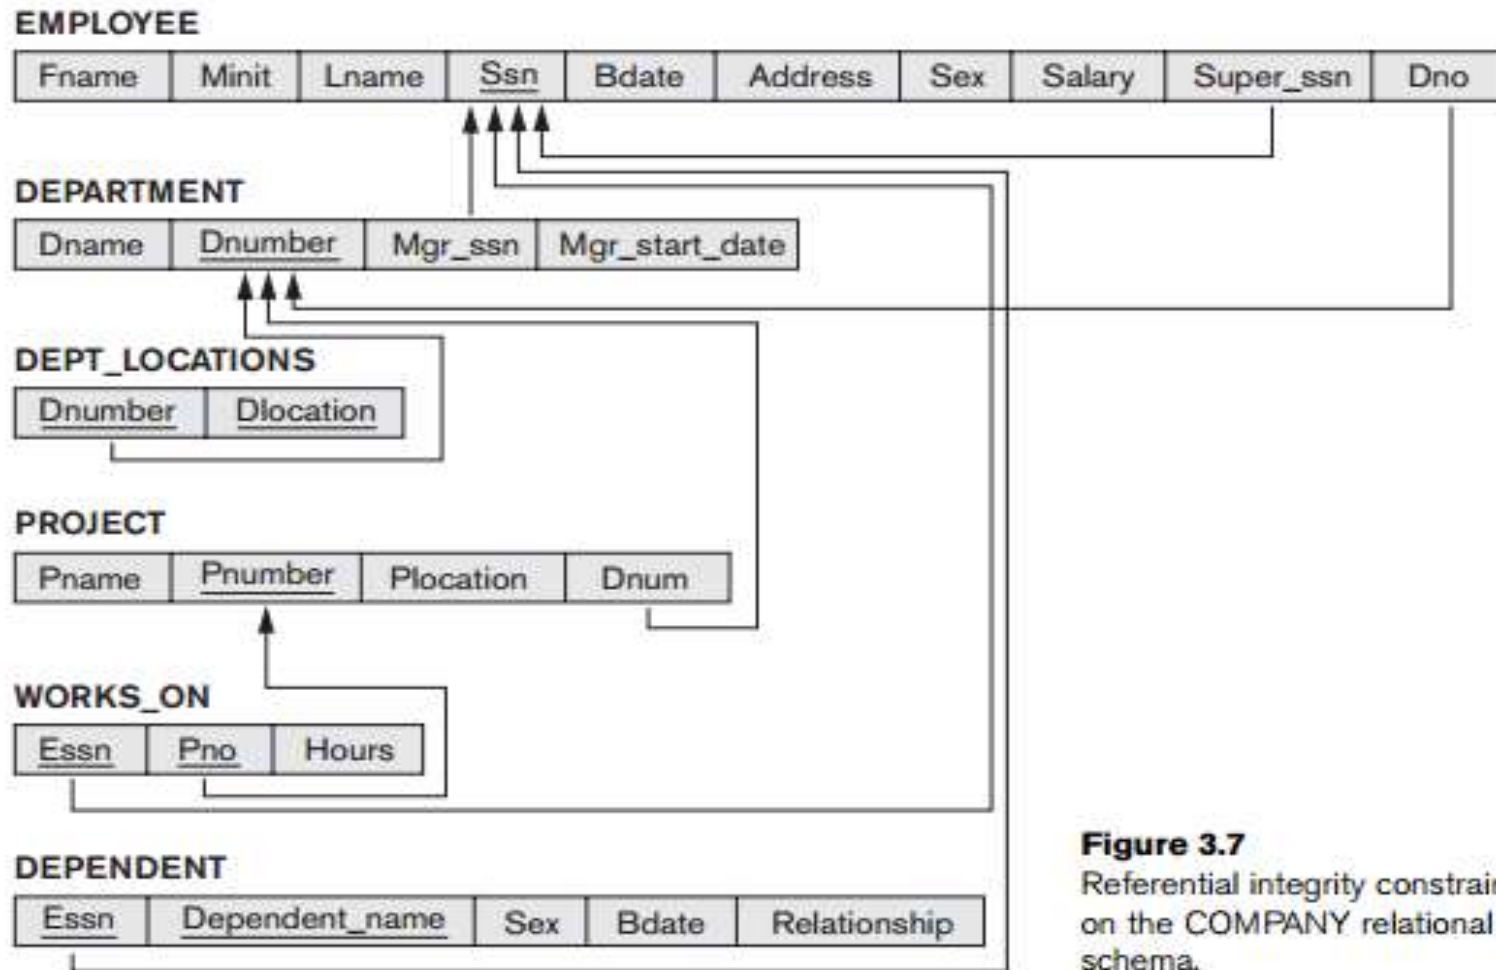 EMPLOYEE
Fname Minit Lname Ssn Bdate Address Sex Salary Super_ssn Dno
DEPARTMENT
Dname Dnumber Mgr_ssn Mgr_start_date
DEPT_LOCATIONS
Dnumber Dlocation
PROJECT
Pname Pnumber Plocation Dnum
WORKS_ON
Essn Pno Hours
DEPENDENT
Essn Dependent_name Sex Bdate Relationship
Figure 3.7
Referential integrity
on the COMPANY relational
schema.